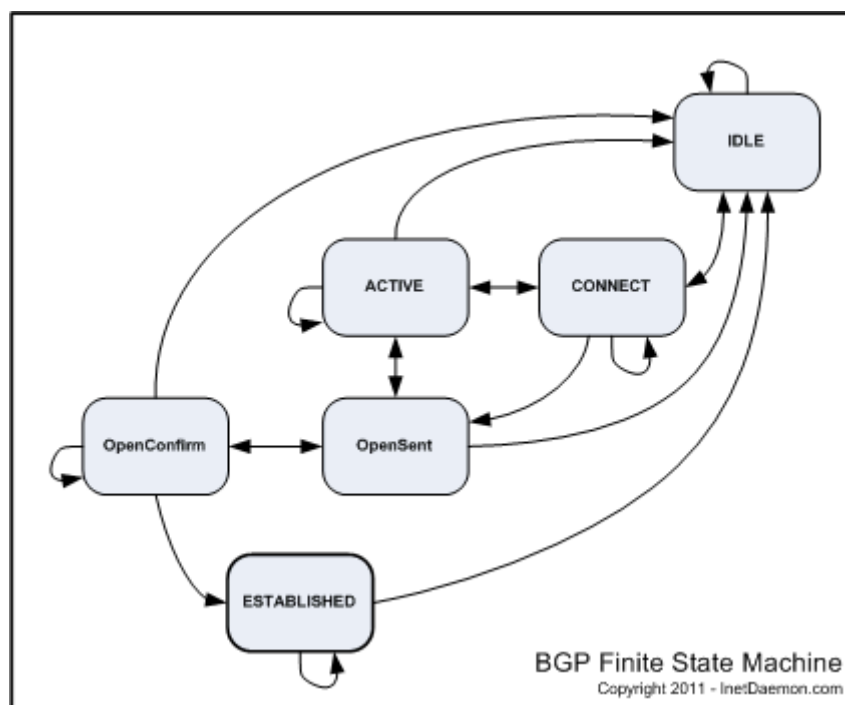 IDLE
ACTIVE
CONNECT
OpenConfirm
OpenSent
ESTABLISHED
BGP Finite State Machine
Copyright 2011 - InetDaemon.com